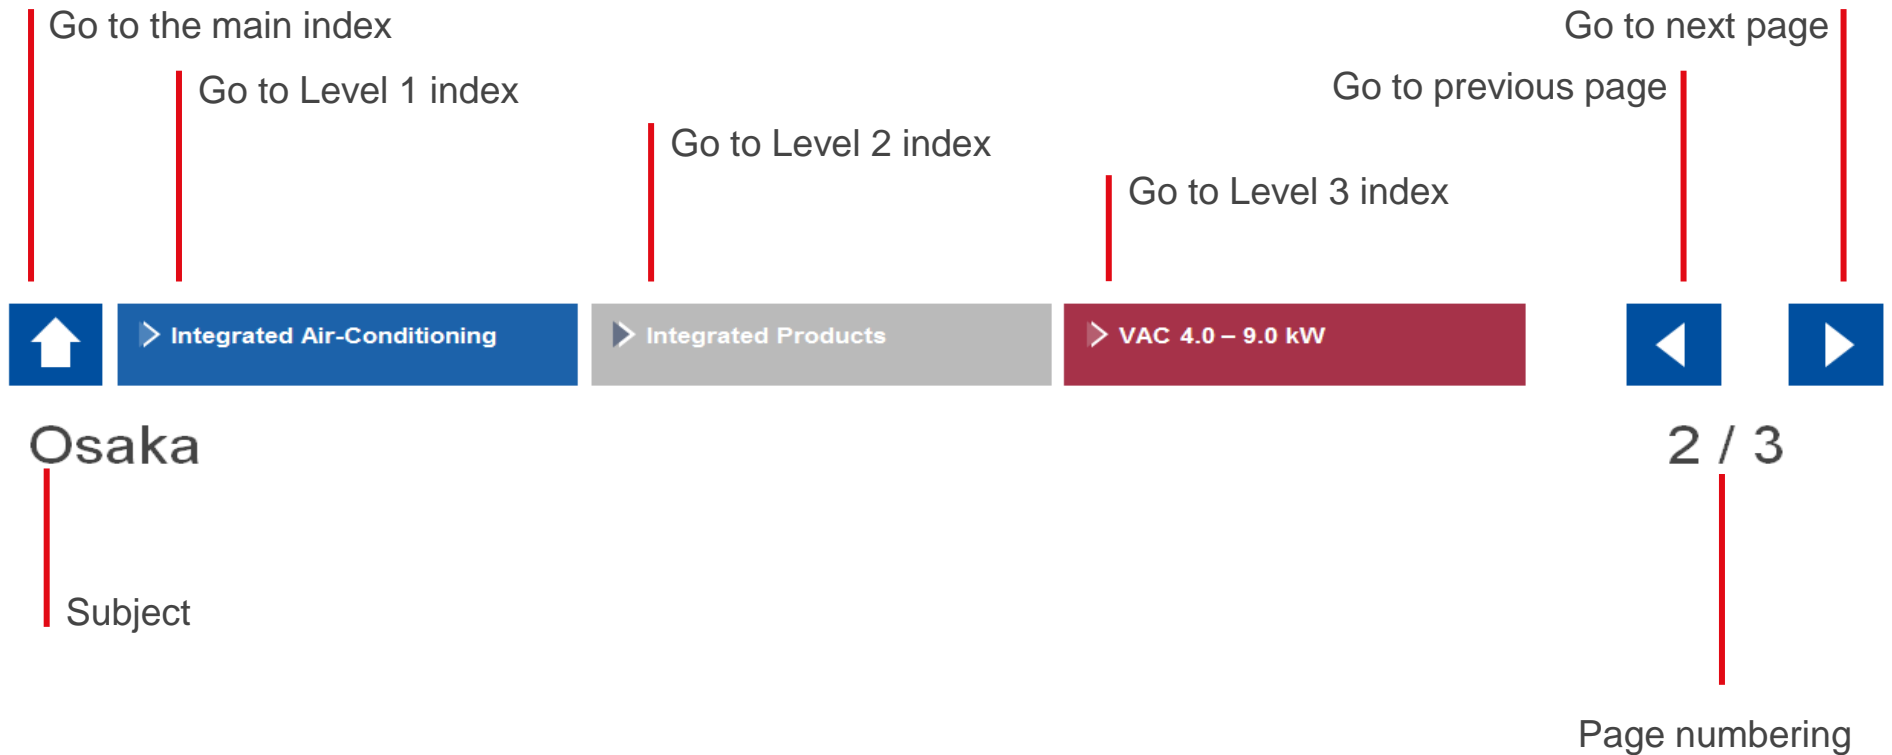 Go to the main index
Go to next page
Go to Level 1 index
Go to previous page
Go to Level 2 index
Go to Level 3 index
Integrated Air-Conditioning
Integrated Products
VAC 4.0 – 9.0 kW
Osaka
2 / 3
Subject
Page numbering